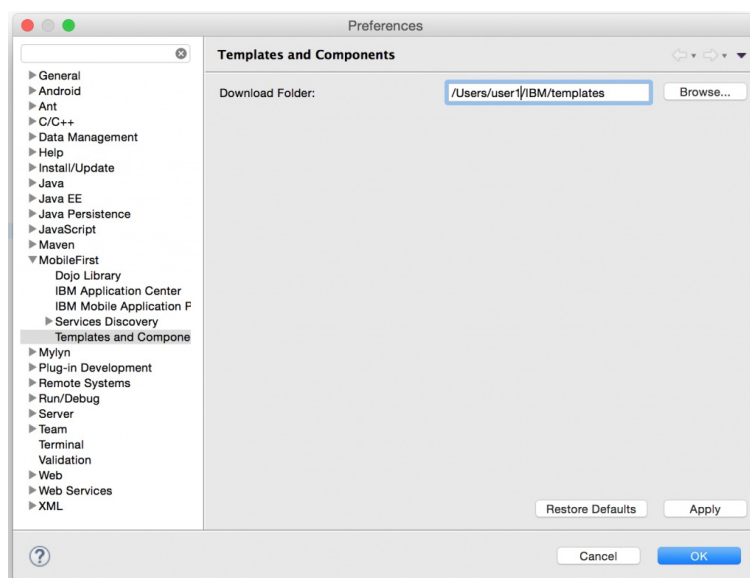 Preferences
Templates and Components
General
Android
Ant
C/C++
Data Management
Help
Install/Update
Java
Java EE
Java Persistence
JavaScript
Maven
MobileFirst
Dojo Library
IBM Application Center
IBM Mobile Application P
Services Discovery
Templates and Compone
Mylyn
Plug-in Development
Remote Systems
Run/Debug
Server
Team
Terminal
Validation
Web
Web Services
XML
Download Folder: /Users/user1/IBM/templates Browse...
Restore Defaults Apply
? Cancel OK